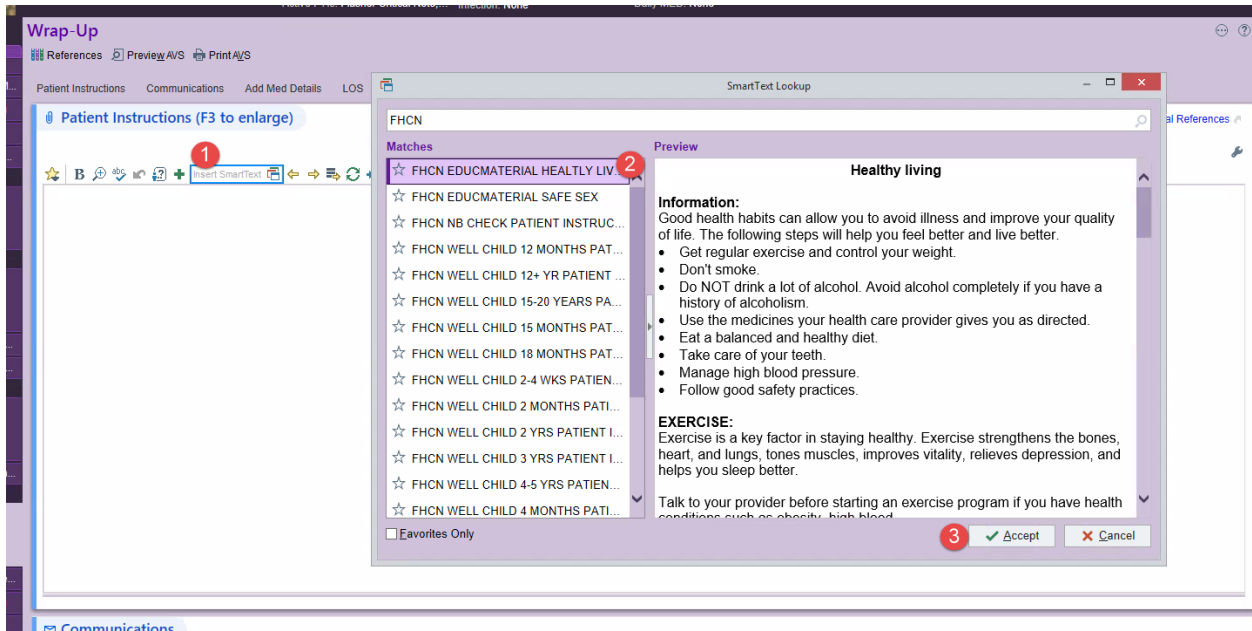 Wrap-Up
References Preview AVS Print AVS
Patient Instructions Communications Add Med Details LOS
Patient Instructions (F3 to enlarge)
1
B abc Insert SmartText
SmartText Lookup
FHCN
al References
Matches
2
FHCN EDUCMATERIAL HEALTLY LIV...
FHCN EDUCMATERIAL SAFE SEX
FHCN NB CHECK PATIENT INSTRUC...
FHCN WELL CHILD 12 MONTHS PAT...
FHCN WELL CHILD 12+ YR PATIENT ...
FHCN WELL CHILD 15-20 YEARS PA...
FHCN WELL CHILD 15 MONTHS PAT...
FHCN WELL CHILD 18 MONTHS PAT...
FHCN WELL CHILD 2-4 WKS PATIEN...
FHCN WELL CHILD 2 MONTHS PATI...
FHCN WELL CHILD 2 YRS PATIENT I...
FHCN WELL CHILD 3 YRS PATIENT I...
FHCN WELL CHILD 4-5 YRS PATIEN...
FHCN WELL CHILD 4 MONTHS PATI...
Favorites Only
Preview
Healthy living
Information:
Good health habits can allow you to avoid illness and improve your quality
of life. The following steps will help you feel better and live better.
• Get regular exercise and control your weight.
• Don't smoke.
• Do NOT drink a lot of alcohol. Avoid alcohol completely if you have a
history of alcoholism.
• Use the medicines your health care provider gives you as directed.
• Eat a balanced and healthy diet.
• Take care of your teeth.
• Manage high blood pressure.
• Follow good safety practices.
EXERCISE:
Exercise is a key factor in staying healthy. Exercise strengthens the bones,
heart, and lungs, tones muscles, improves vitality, relieves depression, and
helps you sleep better.
Talk to your provider before starting an exercise program if you have health
conditions such as obesity, high blood
3 Accept Cancel
Communications